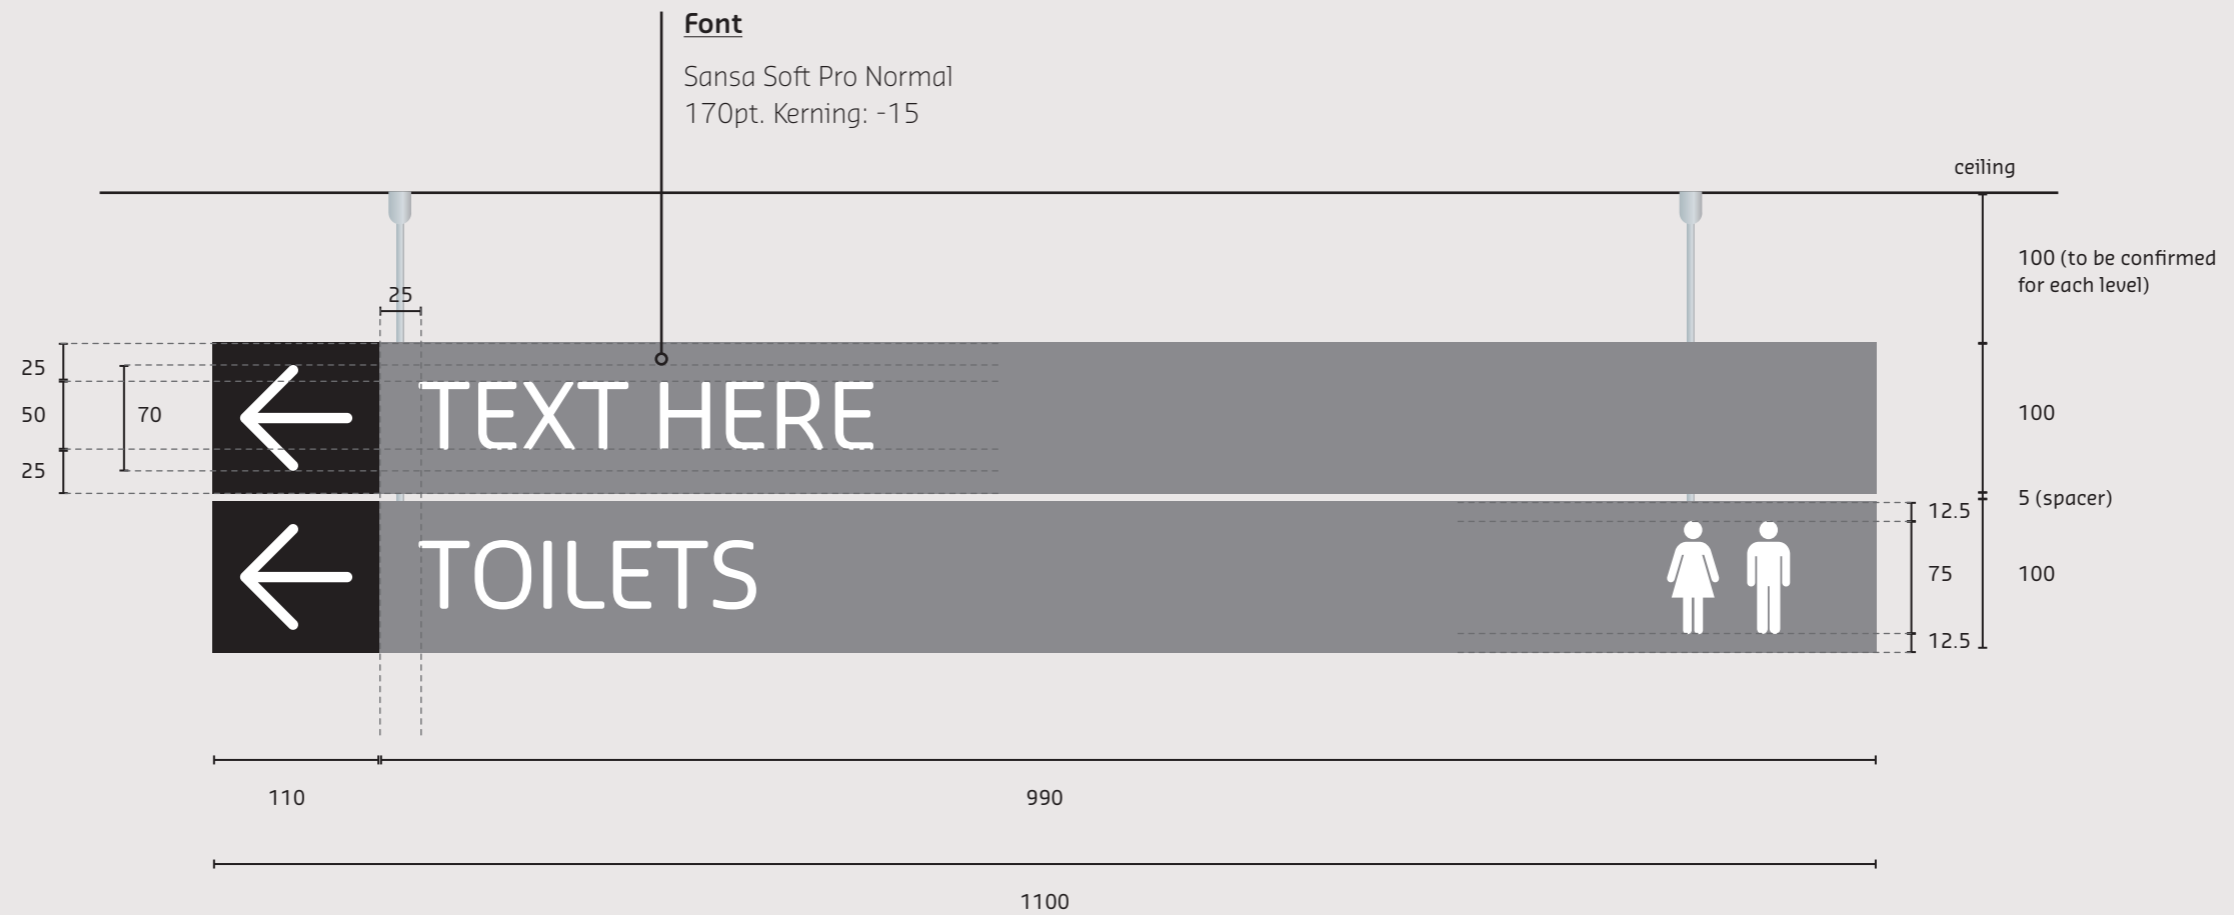 Font
Sansa Soft Pro Normal
170pt. Kerning: -15
ceiling
100 (to be confirmed
for each level)
25
25
50
25
70
TEXT HERE
100
5 (spacer)
TOILETS
12.5
75
12.5
100
110
990
1100